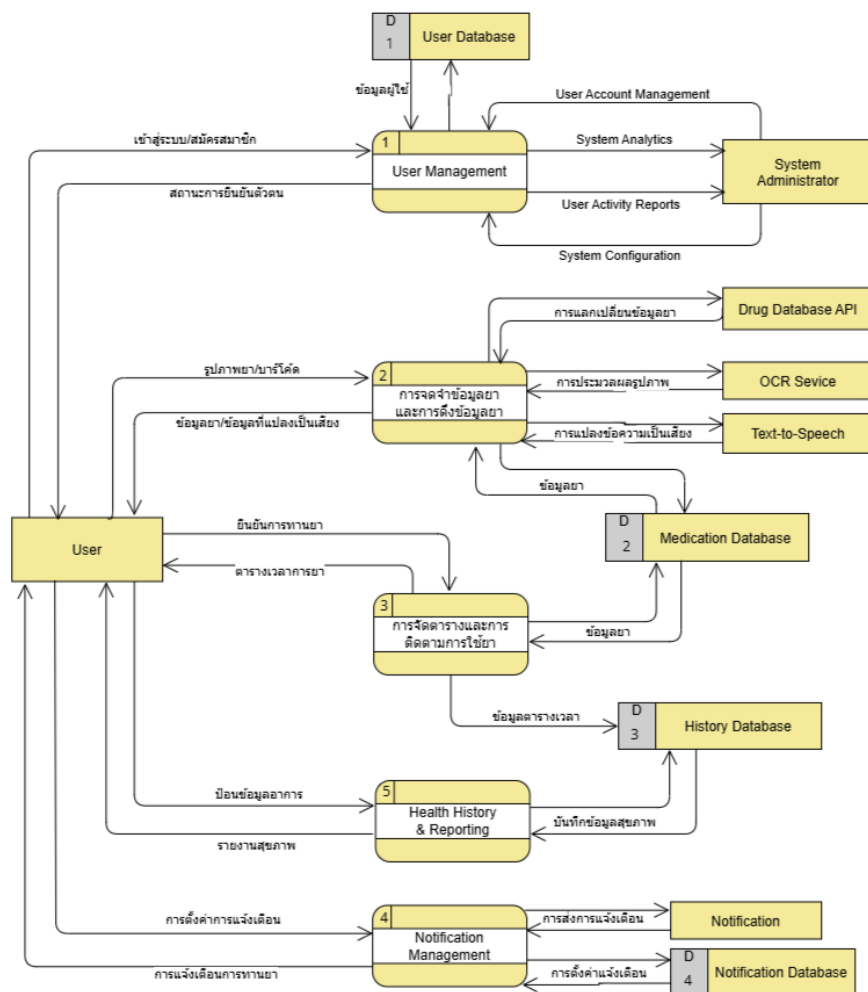 D
1
User Database
ข้อมูลผู้ใช้
User Account Management
เข้าสู่ระบบ/สมัครสมาชิก
1
User Management
System Analytics
System
Administrator
สถานะการยืนยันตัวตน
User Activity Reports
System Configuration
Drug Database API
การแลกเปลี่ยนข้อมูลยา
รูปภาพยา/บาร์โค้ด
2
การจดจำข้อมูลยา
และการดึงข้อมูลยา
การประมวลผลรูปภาพ
OCR Sevice
ข้อมูลยา/ข้อมูลที่แปลงเป็นเสียง
การแปลงข้อความเป็นเสียง
Text-to-Speech
ข้อมูลยา
User
ยืนยันการทานยา
D
2
Medication Database
ตารางเวลาการยา
3
การจัดตารางและการ
ติดตามการใช้ยา
ข้อมูลยา
ข้อมูลตารางเวลา
D
3
History Database
ป้อนข้อมูลอาการ
5
Health History
& Reporting
บันทึกข้อมูลสุขภาพ
รายงานสุขภาพ
การตั้งค่าการแจ้งเตือน
4
Notification
Management
การส่งการแจ้งเตือน
Notification
การแจ้งเตือนการทานยา
การตั้งค่าแจ้งเตือน
D
4
Notification Database